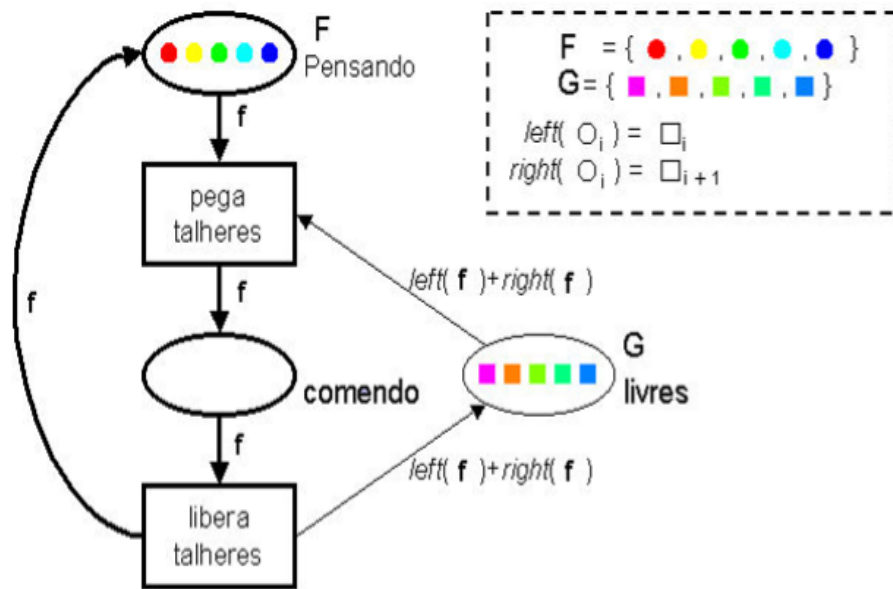 F
Pensando
f
pega
talheres
f
f
comendo
f
libera
talheres
left( f )+right( f )
G
livres
left( f )+right( f )
F = { , , , , }
G = { , , , , }
left( ○i ) = □i
right( ○i ) = □i + 1